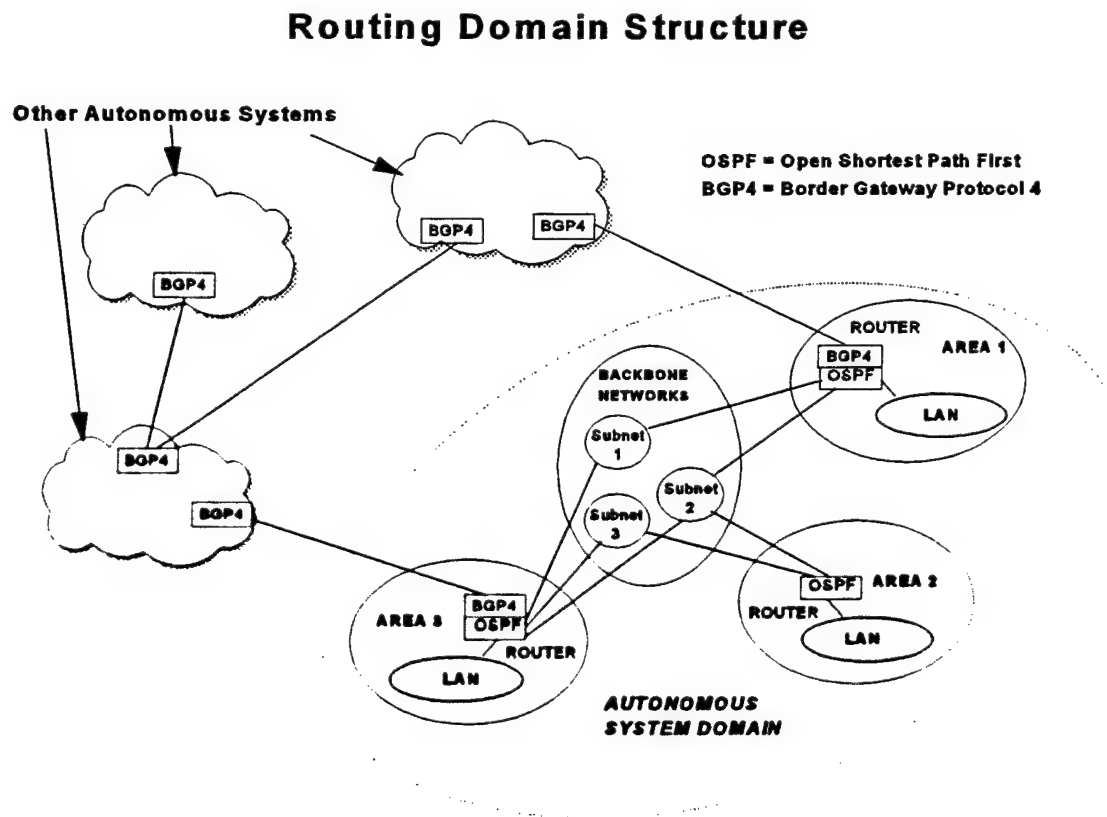 Routing Domain Structure
Other Autonomous Systems
OSPF = Open Shortest Path First
BGP4 = Border Gateway Protocol 4
BGP4
BGP4
BGP4
ROUTER
AREA 1
BGP4
OSPF
LAN
BACKBONE
NETWORKS
Subnet
1
BGP4
Subnet
2
BGP4
Subnet
3
OSPF
AREA 2
ROUTER
LAN
BGP4
AREA 3
OSPF
ROUTER
LAN
AUTONOMOUS
SYSTEM DOMAIN